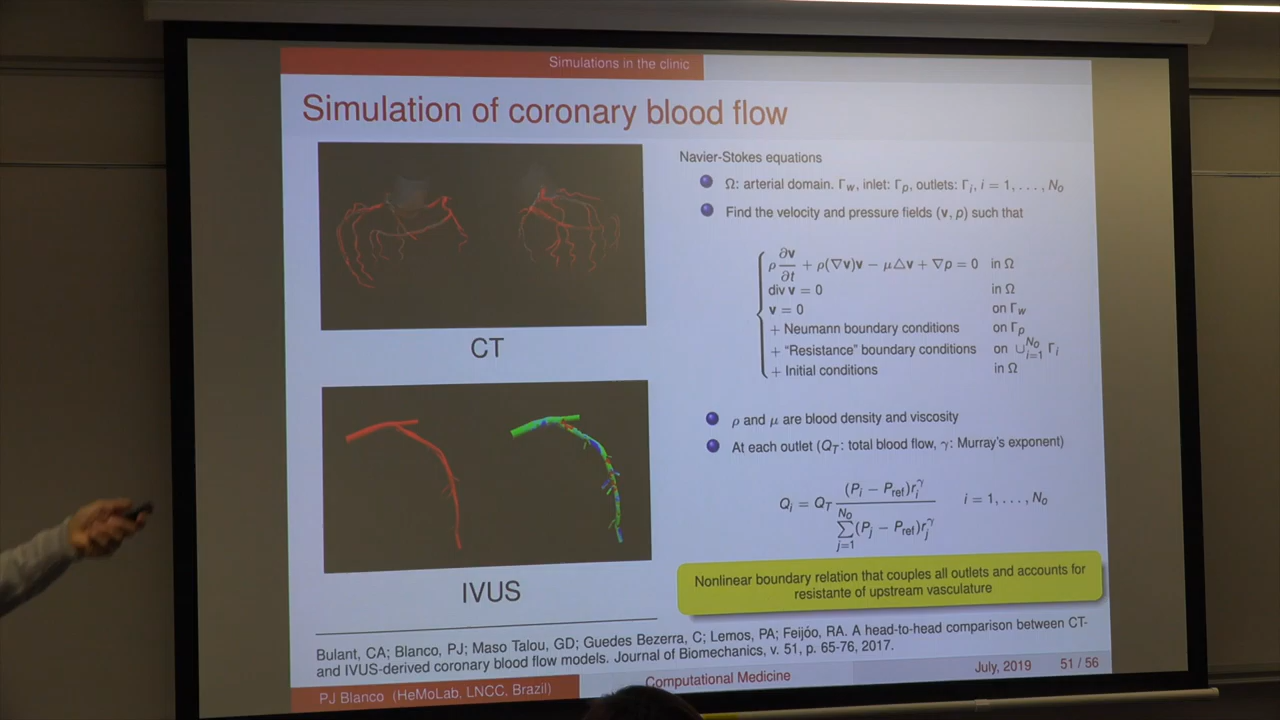 Simulations in the clinic
Simulation of coronary blood flow
CT
IVUS
Navier-Stokes equations
Ω: arterial domain. Γw, inlet: Γp, outlets: Γi, i = 1, . . . , No
Find the velocity and pressure fields (v, p) such that
ρ ∂v/∂t + ρ(∇v)v − μ△v + ∇p = 0 in Ω
div v = 0 in Ω
v = 0 on Γw
+ Neumann boundary conditions on Γp
+ “Resistance” boundary conditions on ∪_{i=1}^{No} Γi
+ Initial conditions in Ω
ρ and μ are blood density and viscosity
At each outlet (QT: total blood flow, γ: Murray's exponent)
Qi = QT (Pi − Pref)ri^γ / ∑_{j=1}^{No} (Pj − Pref)rj^γ i = 1, . . . , No
Nonlinear boundary relation that couples all outlets and accounts for
resistante of upstream vasculature
Bulant, CA; Blanco, PJ; Maso Talou, GD; Guedes Bezerra, C; Lemos, PA; Feijóo, RA. A head-to-head comparison between CT-
and IVUS-derived coronary blood flow models. Journal of Biomechanics, v. 51, p. 65-76, 2017.
PJ Blanco (HeMoLab, LNCC, Brazil)
Computational Medicine
July, 2019 51 / 56